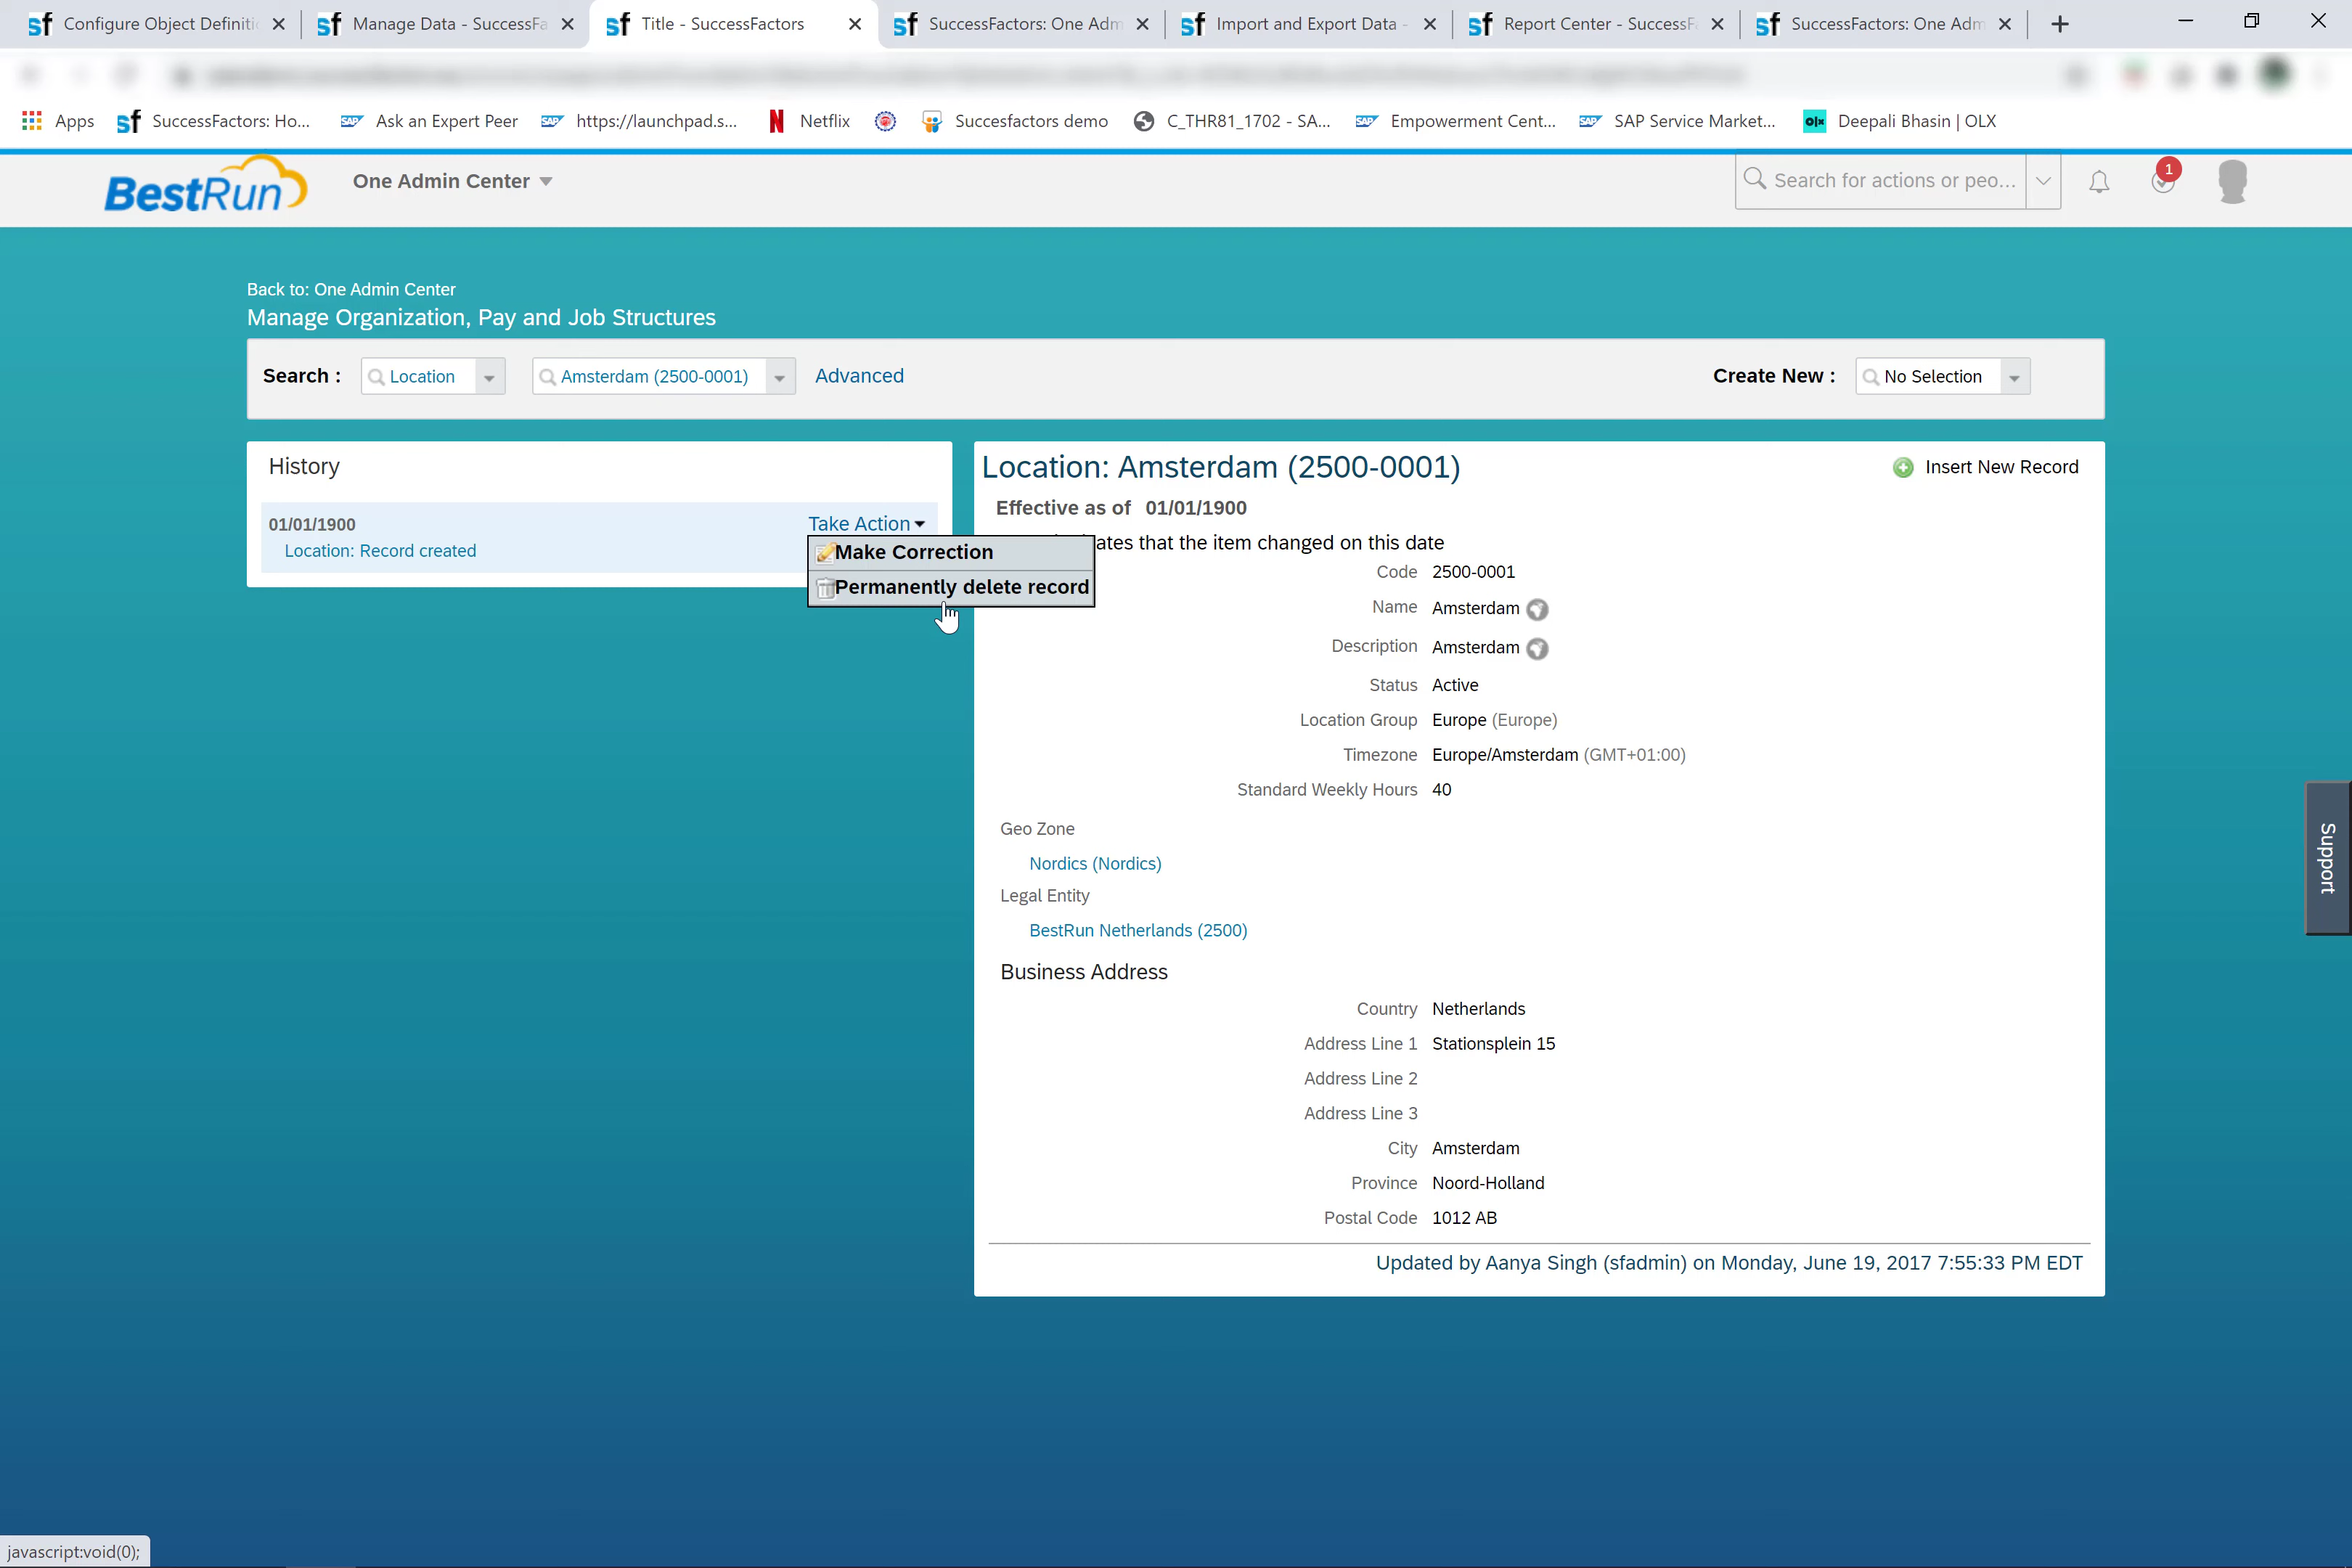 Configure Object Definiti
Manage Data - SuccessFa
Title - SuccessFactors
SuccessFactors: One Adm
Import and Export Data -
Report Center - SuccessF
SuccessFactors: One Adm
Apps
SuccessFactors: Ho...
Ask an Expert Peer
https://launchpad.s...
Netflix
Succesfactors demo
C_THR81_1702 - SA...
Empowerment Cent...
SAP Service Market...
Deepali Bhasin | OLX
BestRun
One Admin Center
Search for actions or peo...
1
Back to: One Admin Center
Manage Organization, Pay and Job Structures
Search :
Location
Amsterdam (2500-0001)
Advanced
Create New :
No Selection
History
01/01/1900
Take Action
Location: Record created
Make Correction
Permanently delete record
Location: Amsterdam (2500-0001)
Insert New Record
Effective as of 01/01/1900
ates that the item changed on this date
Code 2500-0001
Name Amsterdam
Description Amsterdam
Status Active
Location Group Europe (Europe)
Timezone Europe/Amsterdam (GMT+01:00)
Standard Weekly Hours 40
Geo Zone
Nordics (Nordics)
Legal Entity
BestRun Netherlands (2500)
Business Address
Country Netherlands
Address Line 1 Stationsplein 15
Address Line 2
Address Line 3
City Amsterdam
Province Noord-Holland
Postal Code 1012 AB
Updated by Aanya Singh (sfadmin) on Monday, June 19, 2017 7:55:33 PM EDT
Support
javascript:void(0);